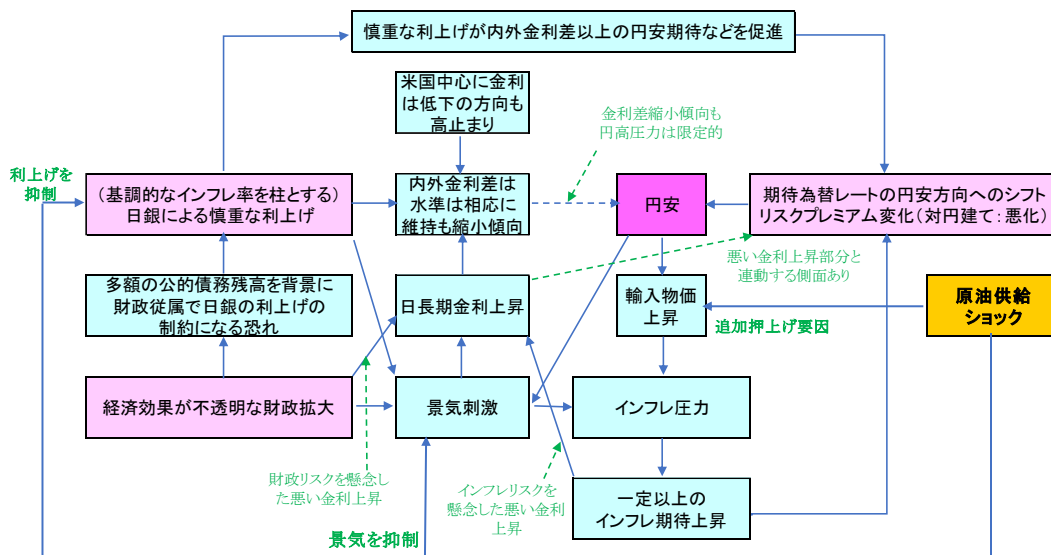 慎重な利上げが内外金利差以上の円安期待などを促進
米国中心に金利
は低下の方向も
高止まり
金利差縮小傾向も
円高圧力は限定的
利上げを
抑制
（基調的なインフレ率を柱とする）
日銀による慎重な利上げ
内外金利差は
水準は相応に
維持も縮小傾向
円安
期待為替レートの円安方向へのシフト
リスクプレミアム変化（対円建て：悪化）
悪い金利上昇部分と
連動する側面あり
多額の公的債務残高を背景に
財政従属で日銀の利上げの
制約になる恐れ
日長期金利上昇
輸入物価
上昇
追加押上げ要因
原油供給
ショック
経済効果が不透明な財政拡大
景気刺激
インフレ圧力
財政リスクを懸念し
た悪い金利上昇
インフレリスクを
懸念した悪い金利
上昇
一定以上の
インフレ期待上昇
景気を抑制